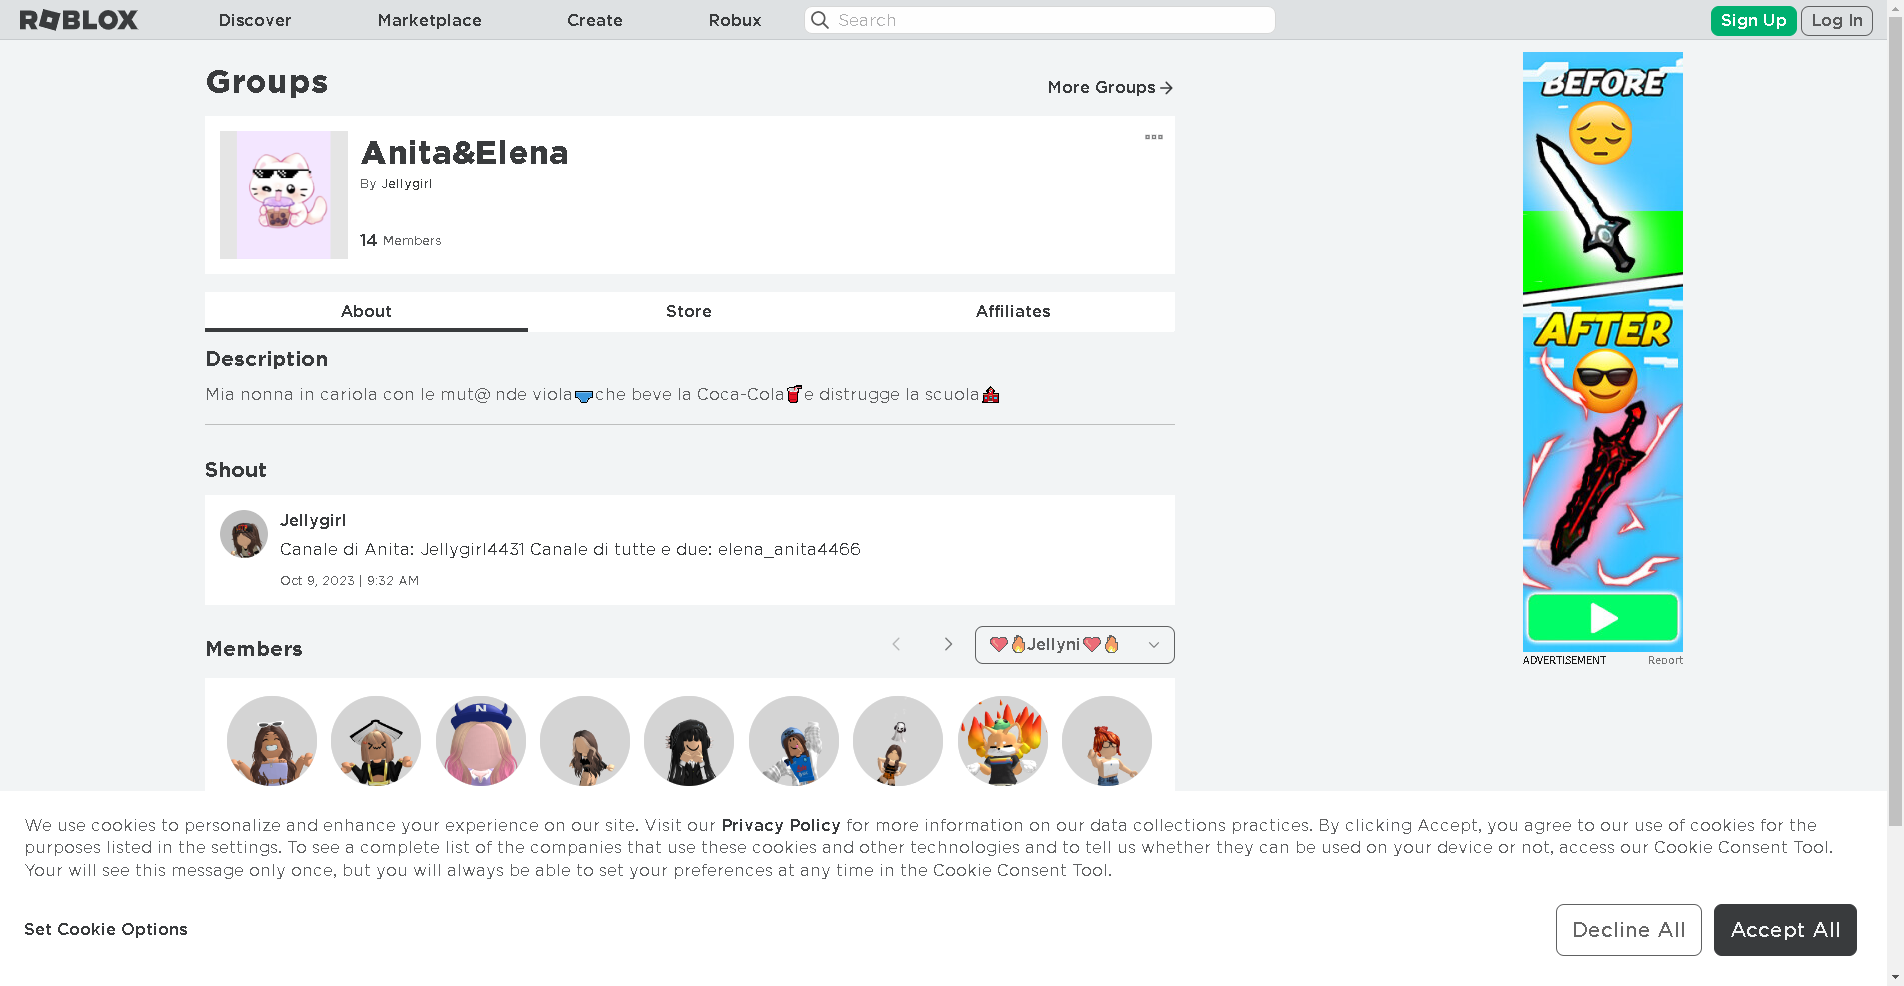 ROBLOX
Discover
Marketplace
Create
Robux
Search
Sign Up
Log In
Groups
More Groups
Anita&Elena
By Jellygirl
14 Members
About
Store
Affiliates
Description
Mia nonna in cariola con le mut@ nde viola🩲che beve la Coca-Cola🥤e distrugge la scuola🏫
Shout
Jellygirl
Canale di Anita: Jellygirl4431 Canale di tutte e due: elena_anita4466
Oct 9, 2023 | 9:32 AM
Members
❤️🔥Jellyni❤️🔥
N
BEFORE
AFTER
ADVERTISEMENT
Report
We use cookies to personalize and enhance your experience on our site. Visit our Privacy Policy for more information on our data collections practices. By clicking Accept, you agree to our use of cookies for the
purposes listed in the settings. To see a complete list of the companies that use these cookies and other technologies and to tell us whether they can be used on your device or not, access our Cookie Consent Tool.
Your will see this message only once, but you will always be able to set your preferences at any time in the Cookie Consent Tool.
Set Cookie Options
Decline All
Accept All